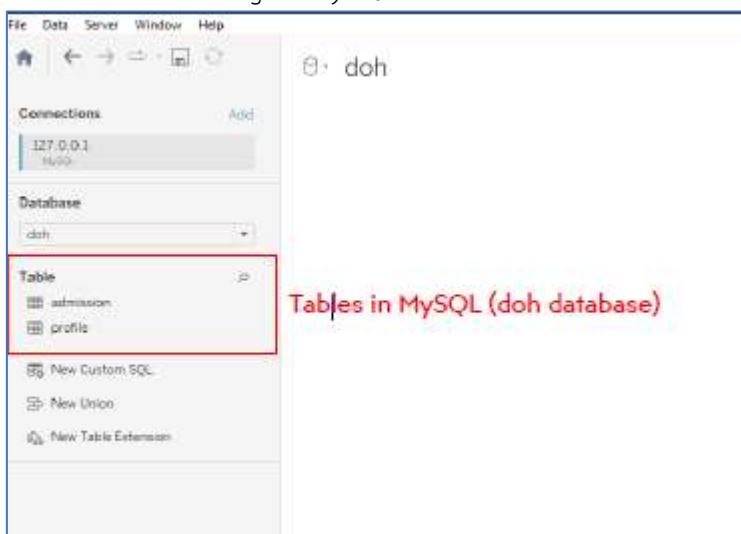 File Data Server Window Help
doh
Connections Add
127.0.0.1
MySQL
Database
doh
Table
admission
profile
Tables in MySQL (doh database)
New Custom SQL
New Union
New Table Extension